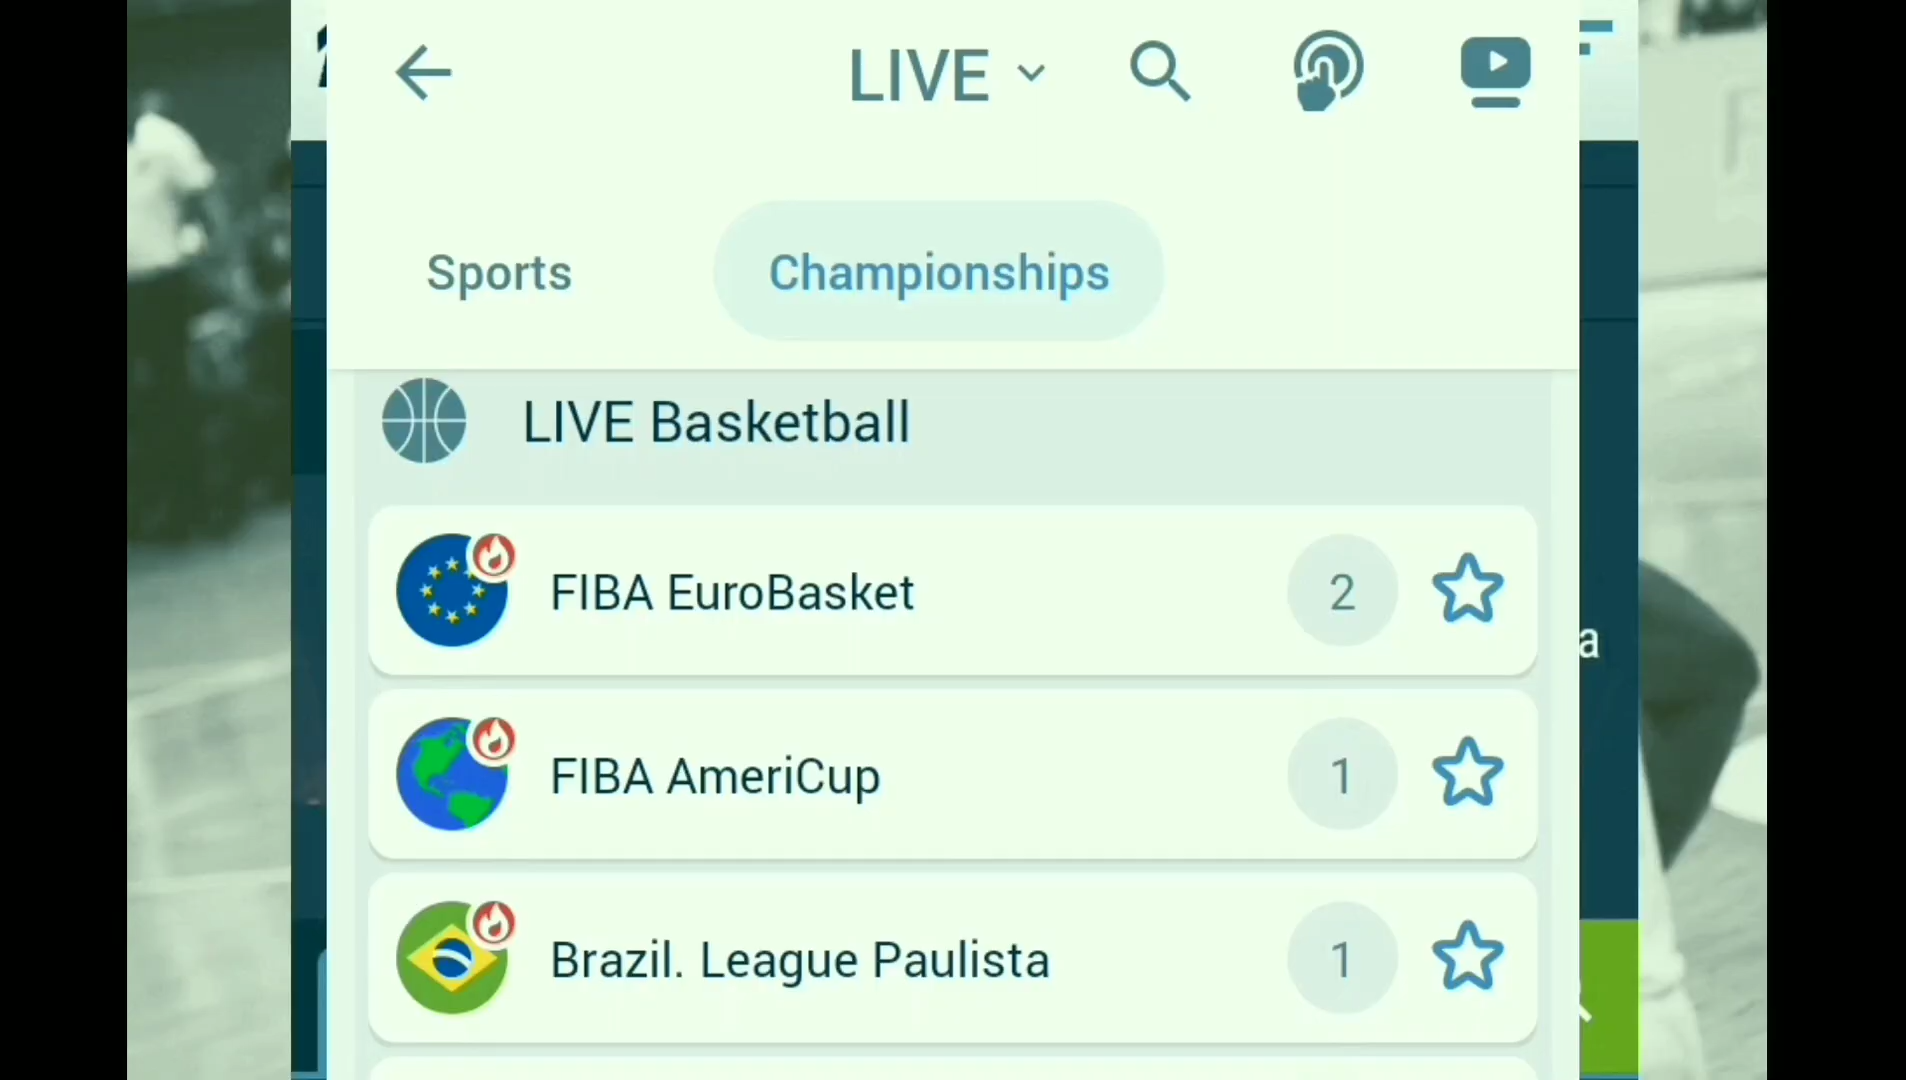 LIVE
Sports Championships
LIVE Basketball
FIBA EuroBasket 2
FIBA AmeriCup 1
Brazil. League Paulista 1
a